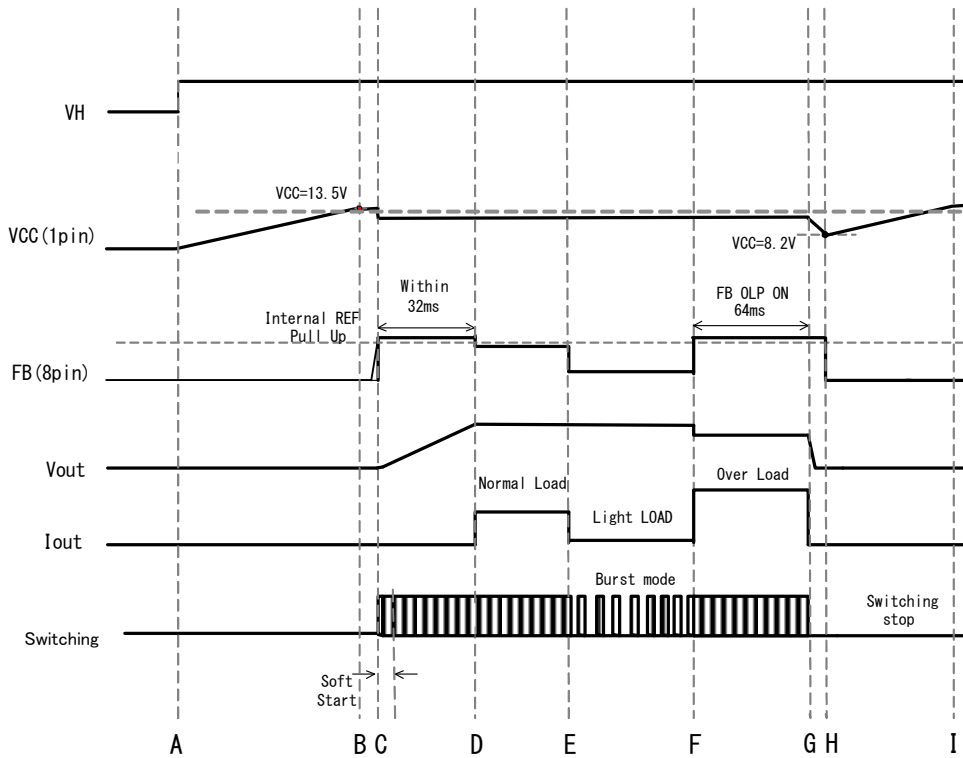 VH
VCC=13.5V
VCC(1pin)
VCC=8.2V
Within
32ms
FB OLP ON
64ms
Internal REF
Pull Up
FB(8pin)
Vout
Normal Load
Over Load
Iout
Light LOAD
Burst mode
Switching
stop
Switching
Soft
Start
A B C D E F G H I